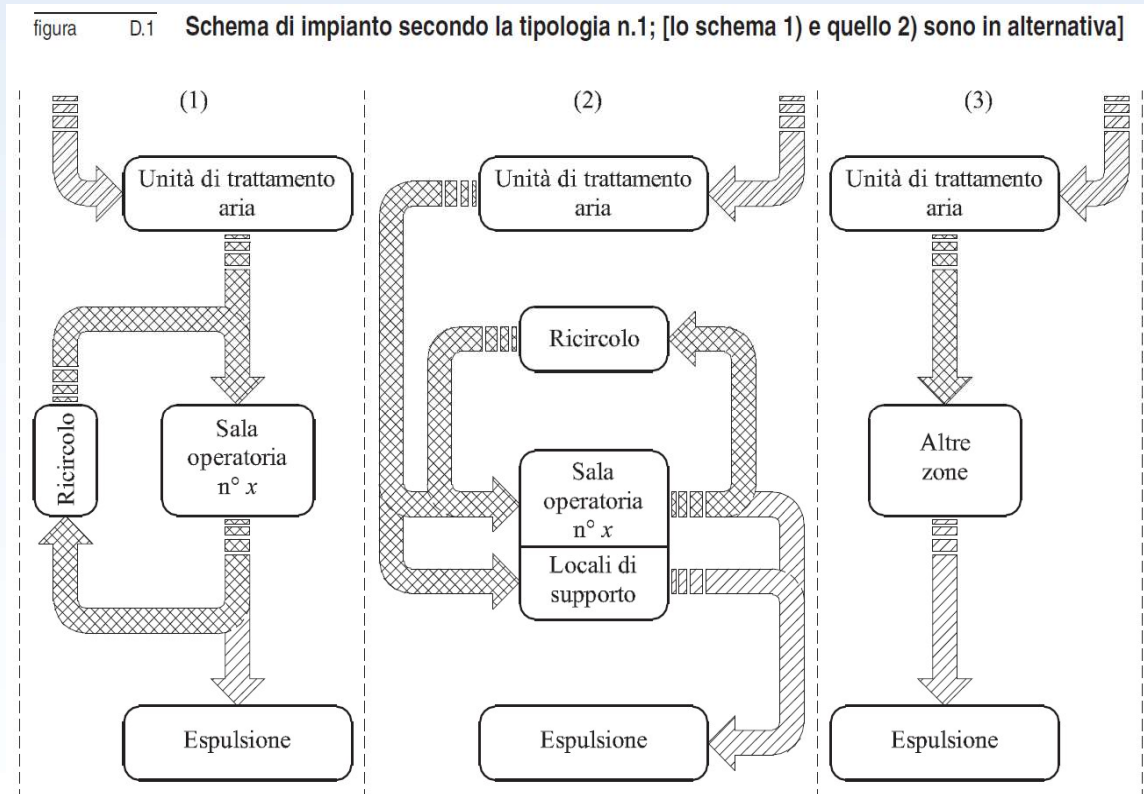 figura D.1 Schema di impianto secondo la tipologia n.1; [lo schema 1) e quello 2) sono in alternativa]
(1)
Unità di trattamento
aria
Ricircolo
Sala
operatoria
n° x
Espulsione
(2)
Unità di trattamento
aria
Ricircolo
Sala
operatoria
n° x
Locali di
supporto
Espulsione
(3)
Unità di trattamento
aria
Altre
zone
Espulsione